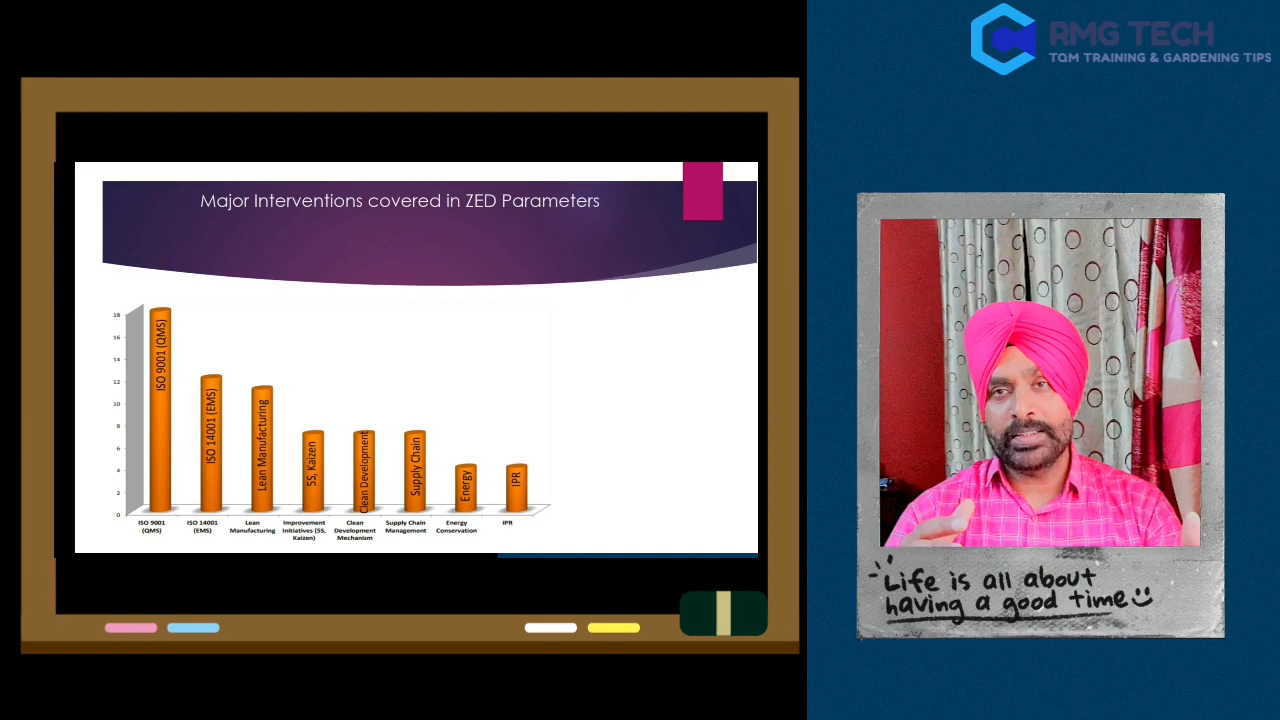 RMG TECH
TQM TRAINING & GARDENING TIPS
Major Interventions covered in ZED Parameters
18
16
14
12
10
8
6
4
2
0
ISO 9001 (QMS)
ISO 14001 (EMS)
Lean Manufacturing
5S, Kaizen
Clean Development
Supply Chain
Energy
IPR
ISO 9001
(QMS)
ISO 14001
(EMS)
Lean
Manufacturing
Improvement
Initiatives (5S,
Kaizen)
Clean
Development
Mechanism
Supply Chain
Management
Energy
Conservation
IPR
Life is all about
having a good time